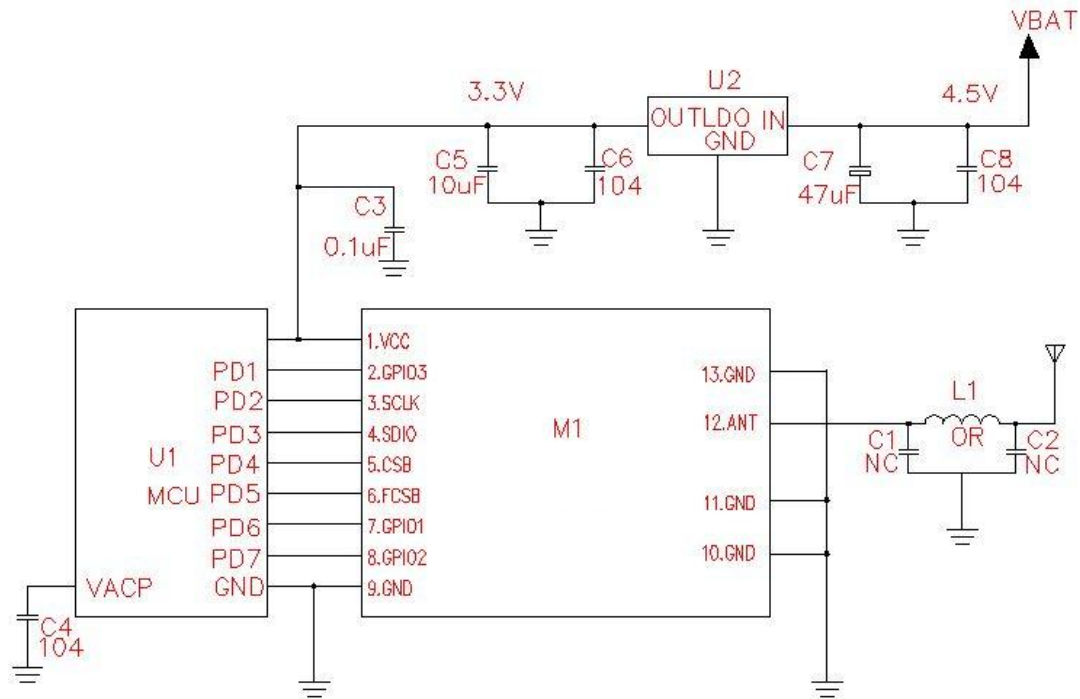 VBAT
U2
3.3V
4.5V
OUTLDO IN
GND
C5
10uF
C6
104
C7
47uF
C8
104
C3
0.1uF
1.VCC
PD1
2.GPIO3
PD2
3.SCLK
PD3
4.SDIO
PD4
5.CSB
PD5
6.FCSB
PD6
7.GPIO1
PD7
8.GPIO2
VACP
GND
9.GND
U1
MCU
M1
13.GND
12.ANT
11.GND
10.GND
L1
0R
C1
NC
C2
NC
C4
104